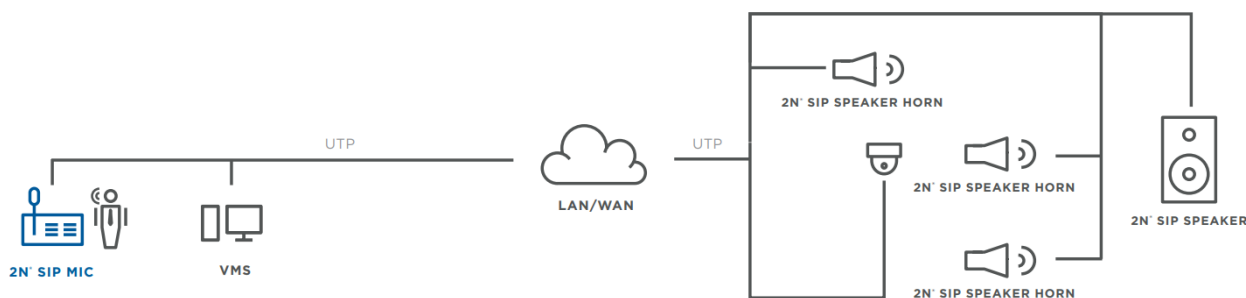 2N° SIP SPEAKER HORN
UTP
UTP
2N° SIP SPEAKER HORN
LAN/WAN
2N° SIP SPEAKER
2N° SIP MIC
VMS
2N° SIP SPEAKER HORN